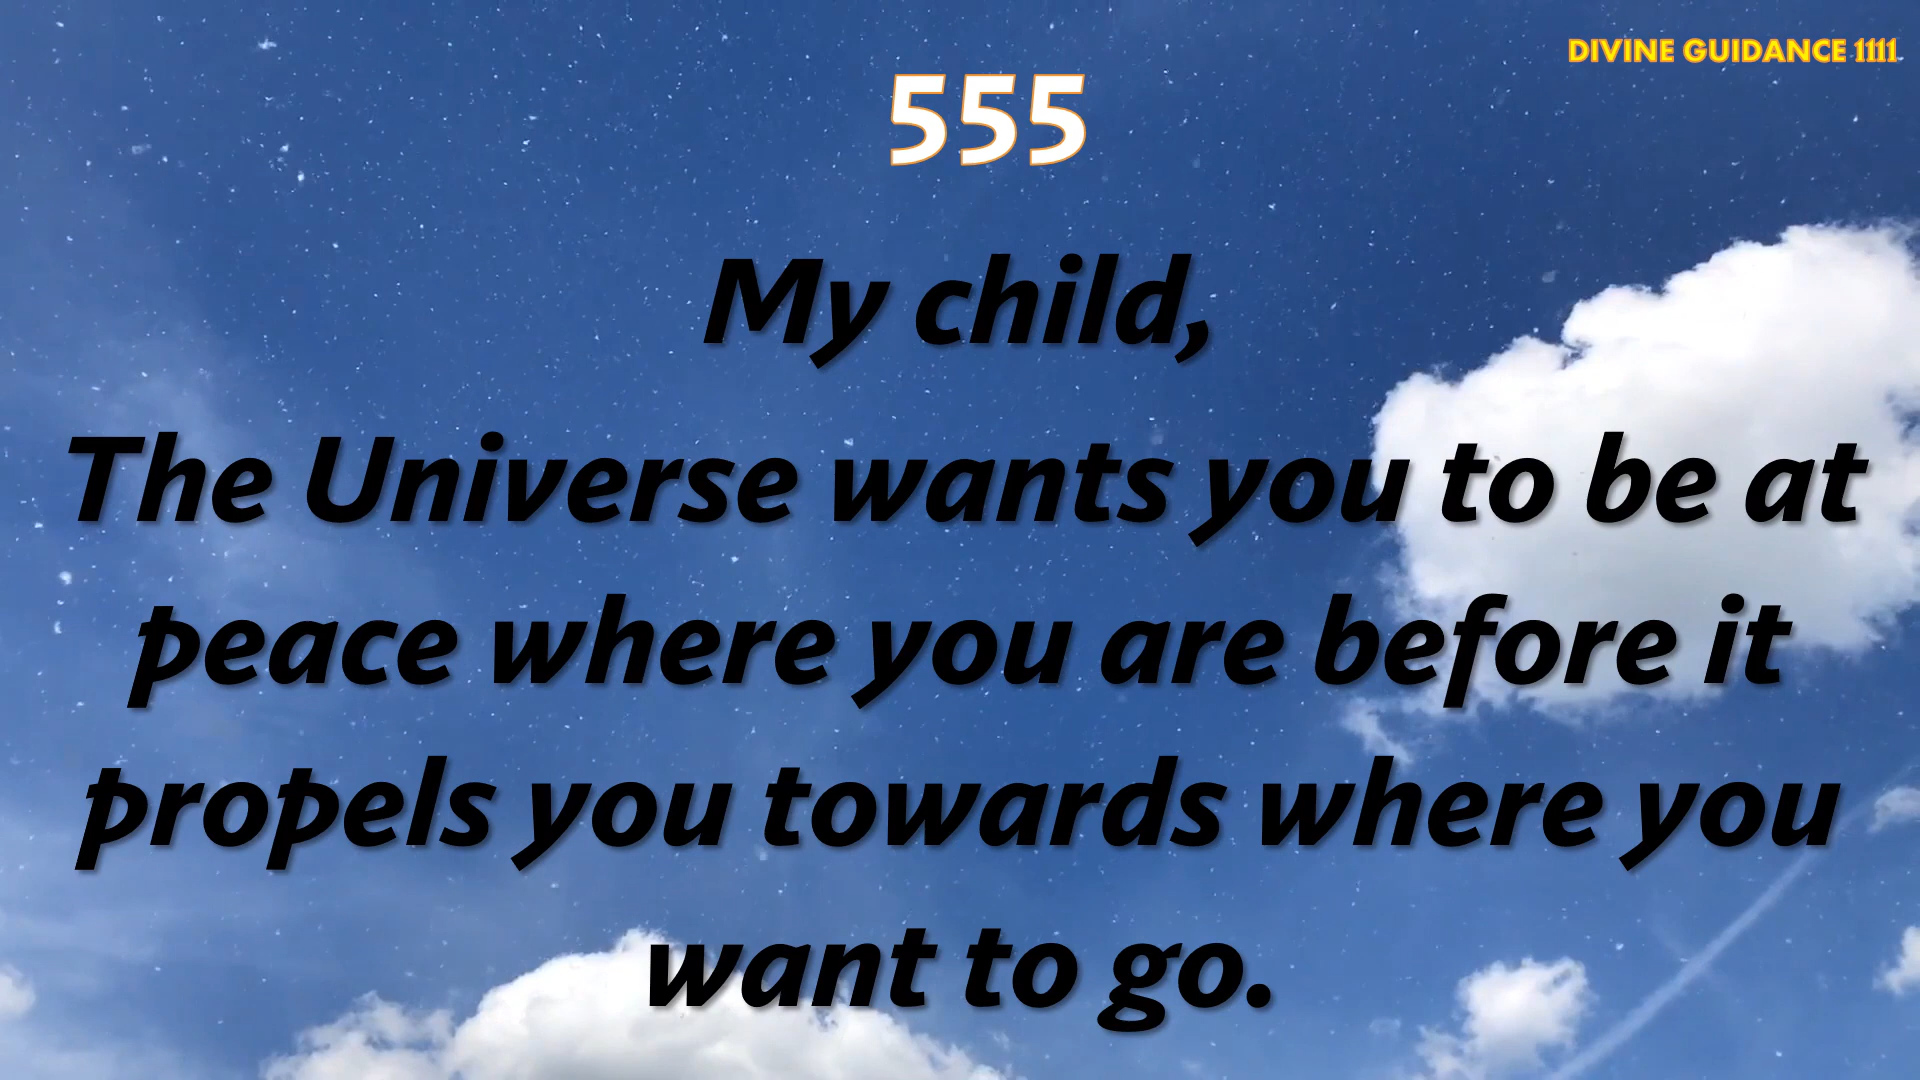 DIVINE GUIDANCE 1111
555
My child,
The Universe wants you to be at
peace where you are before it
propels you towards where you
want to go.